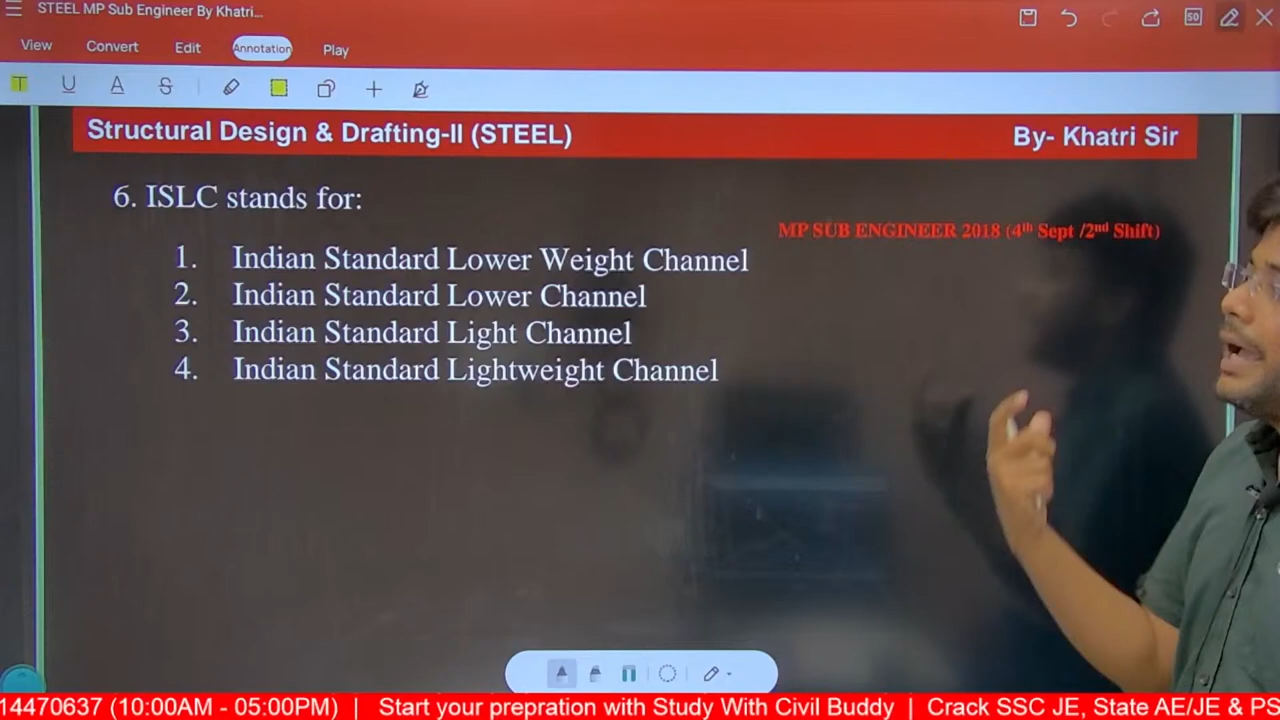 STEEL MP Sub Engineer By Khatri...
50
View Convert Edit Annotation Play
T U A S
Structural Design & Drafting-II (STEEL) By- Khatri Sir
6. ISLC stands for:
MP SUB ENGINEER 2018 (4th Sept /2nd Shift)
1. Indian Standard Lower Weight Channel
2. Indian Standard Lower Channel
3. Indian Standard Light Channel
4. Indian Standard Lightweight Channel
14470637 (10:00AM - 05:00PM) | Start your prepration with Study With Civil Buddy | Crack SSC JE, State AE/JE & PS